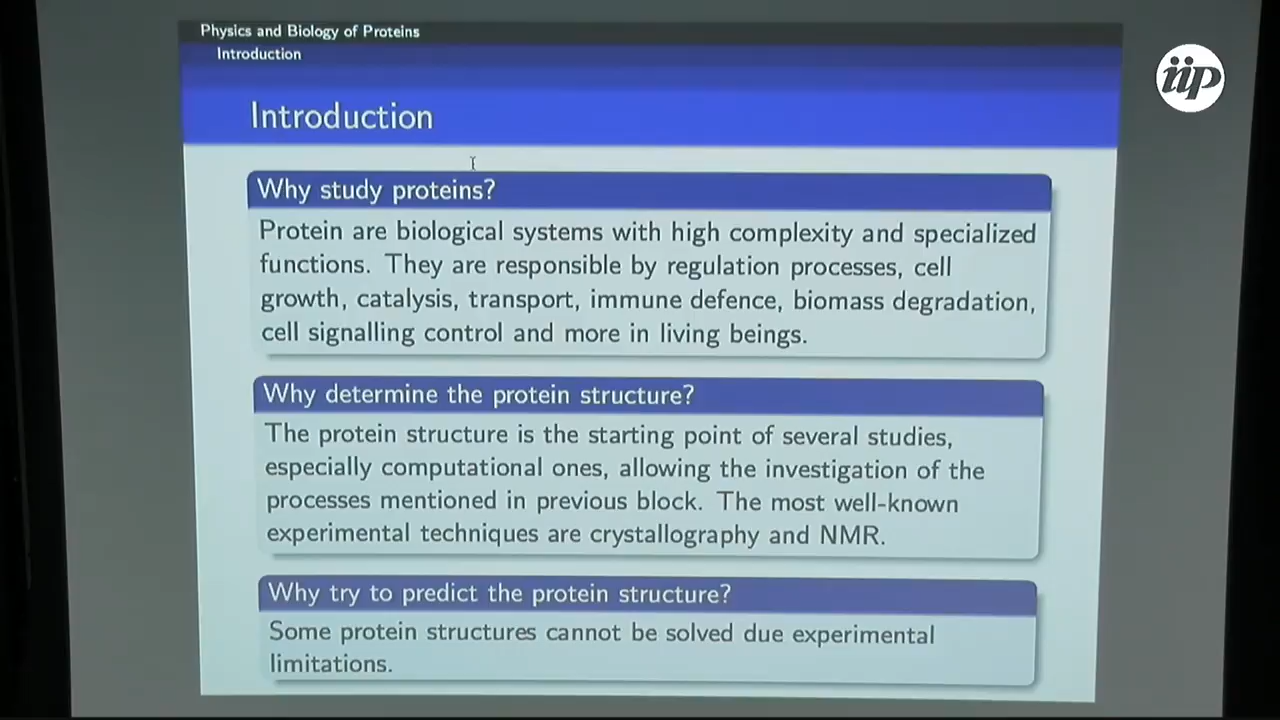 Physics and Biology of Proteins
Introduction
iip
Introduction
Why study proteins?
Protein are biological systems with high complexity and specialized
functions. They are responsible by regulation processes, cell
growth, catalysis, transport, immune defence, biomass degradation,
cell signalling control and more in living beings.
Why determine the protein structure?
The protein structure is the starting point of several studies,
especially computational ones, allowing the investigation of the
processes mentioned in previous block. The most well-known
experimental techniques are crystallography and NMR.
Why try to predict the protein structure?
Some protein structures cannot be solved due experimental
limitations.